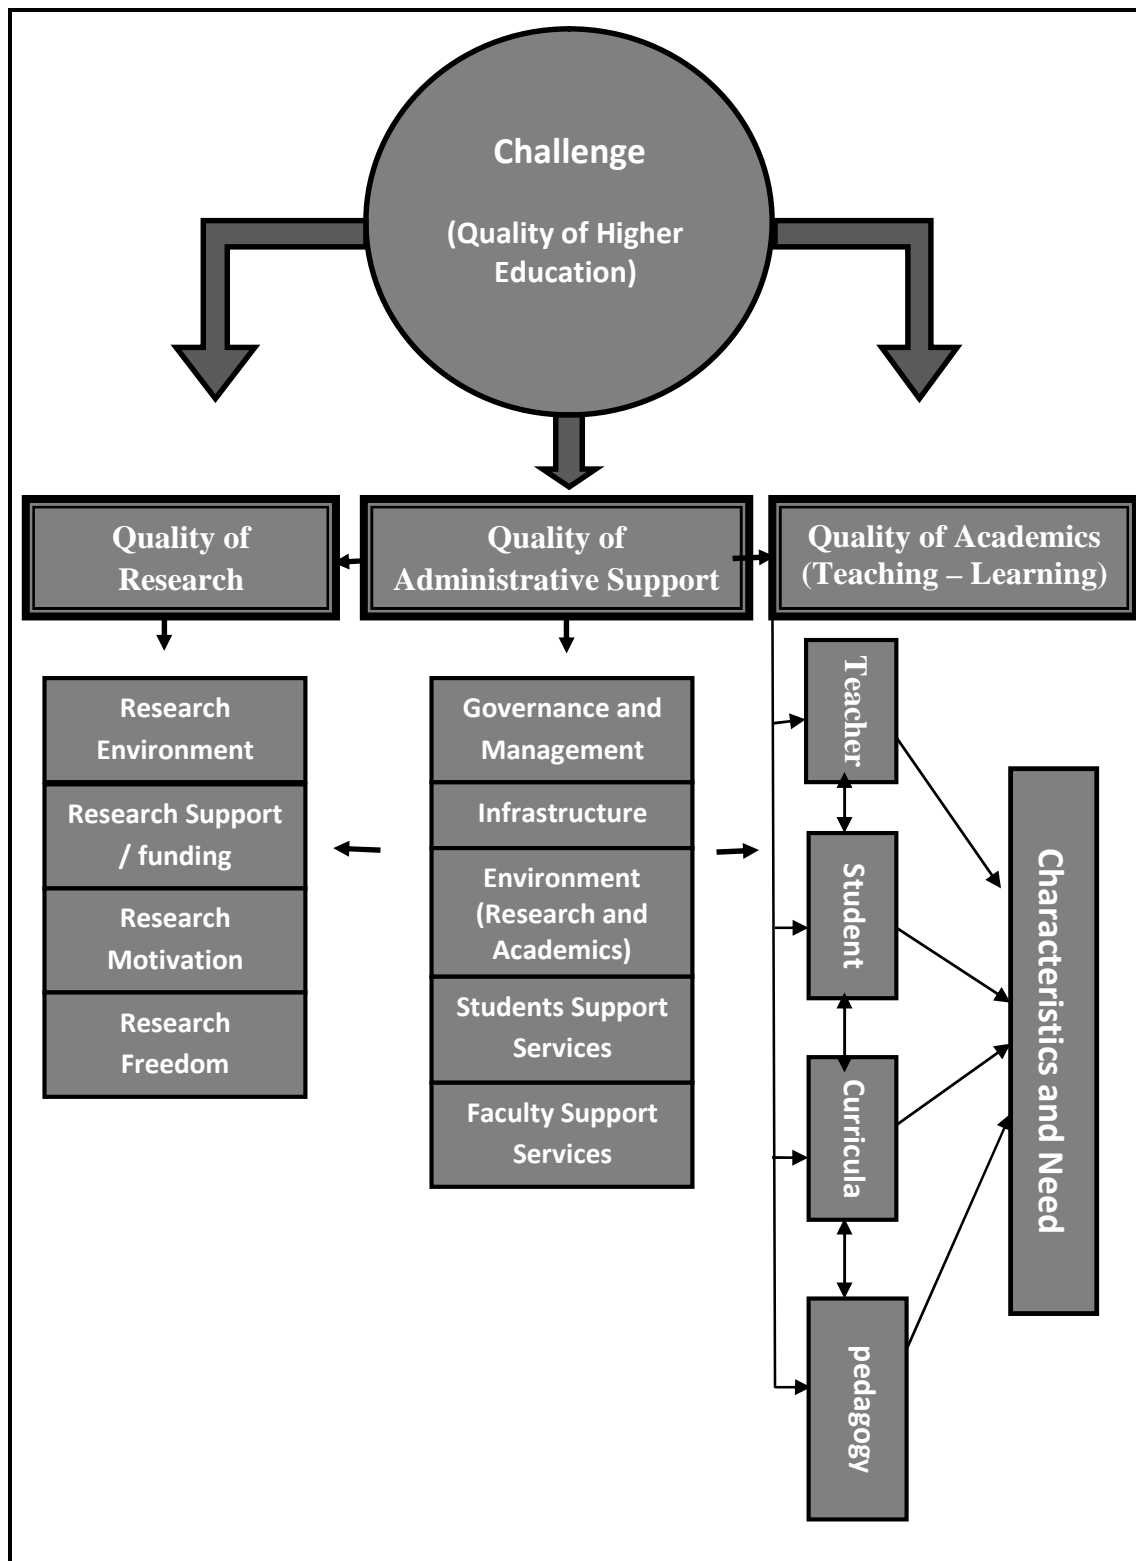 Challenge
(Quality of Higher
Education)
Quality of
Research
Quality of
Administrative Support
Quality of Academics
(Teaching – Learning)
Research
Environment
Research Support
/ funding
Research
Motivation
Research
Freedom
Governance and
Management
Infrastructure
Environment
(Research and
Academics)
Students Support
Services
Faculty Support
Services
Teacher
Student
Curricula
pedagogy
Characteristics and Need